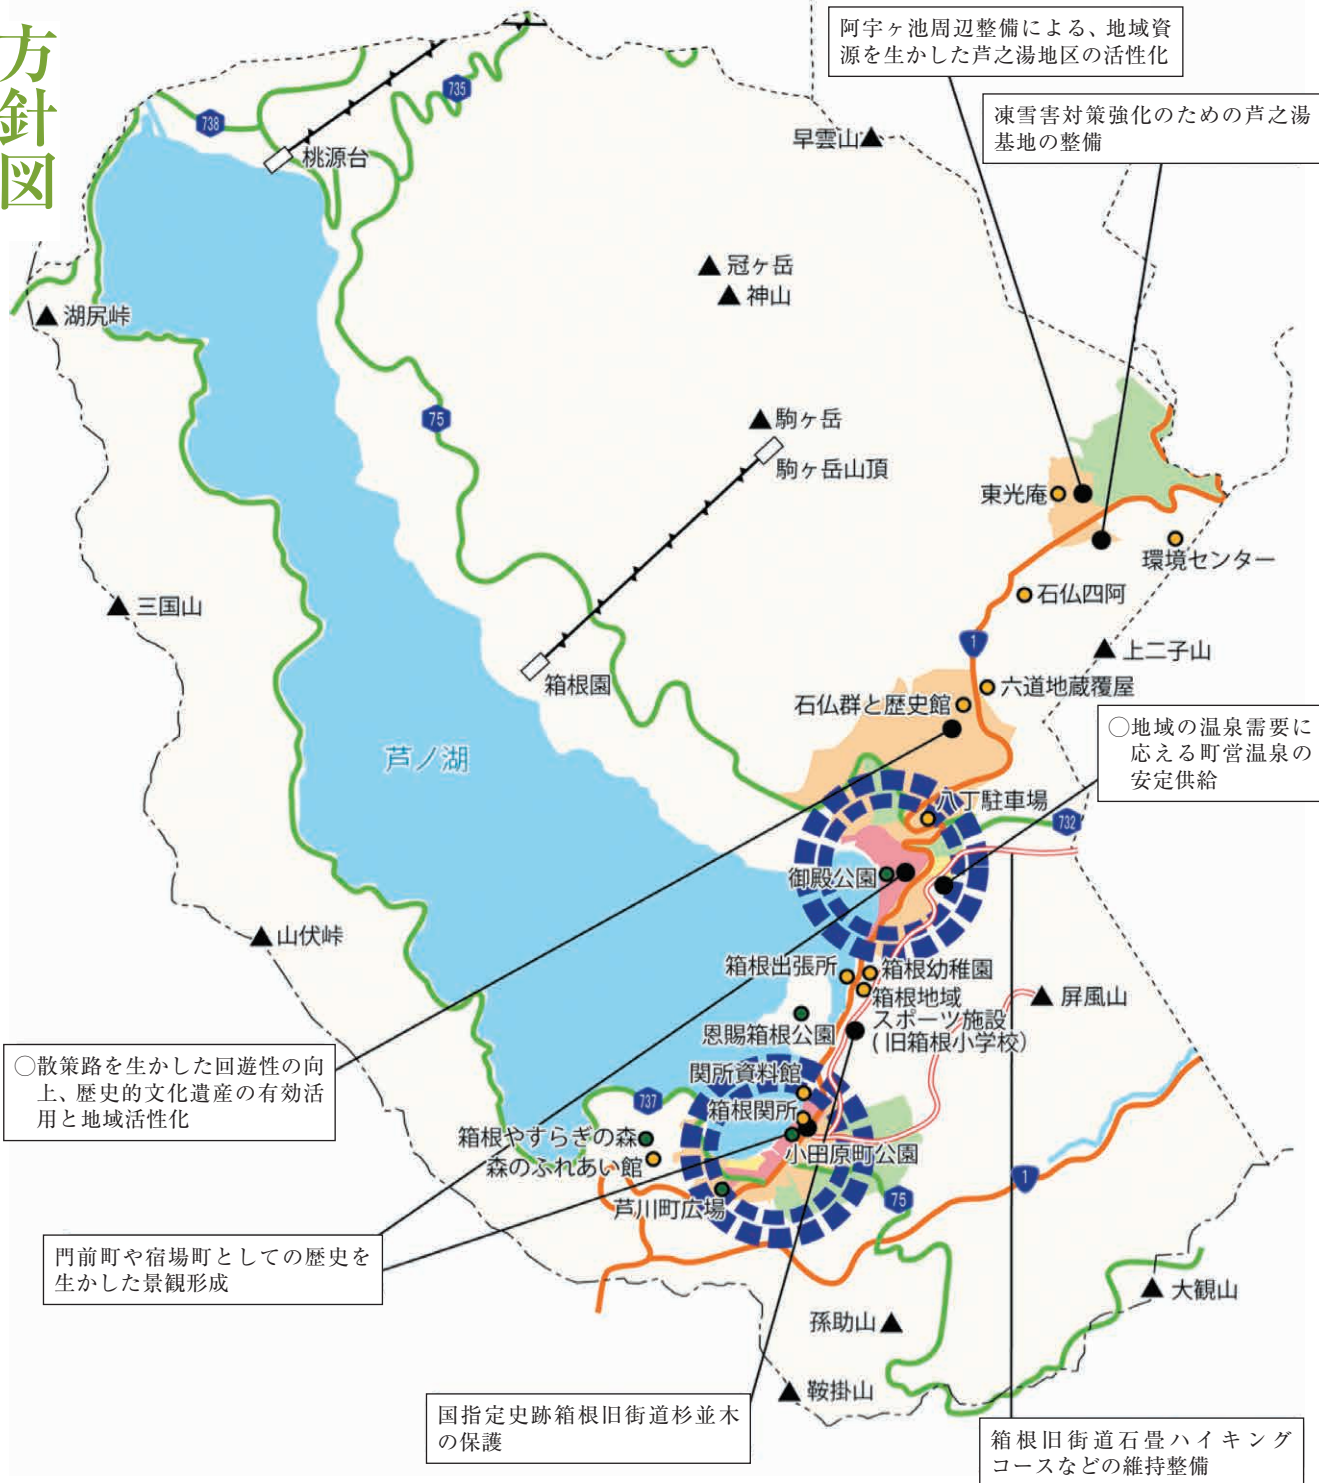 方針図
阿字ヶ池周辺整備による、地域資
源を生かした芦之湯地区の活性化
凍雪害対策強化のための芦之湯
基地の整備
735
738
桃源台
早雲山
冠ヶ岳
神山
湖尻峠
75
駒ヶ岳
駒ヶ岳山頂
東光庵
環境センター
石仏四阿
三国山
1
上二子山
箱根園
六道地蔵覆屋
石仏群と歴史館
〇地域の温泉需要に
応える町営温泉の
安定供給
芦ノ湖
八丁駐車場
732
御殿公園
山伏峠
箱根出張所
箱根幼稚園
箱根地域
スポーツ施設
(旧箱根小学校)
屏風山
恩賜箱根公園
〇散策路を生かした回遊性の向
上、歴史的文化遺産の有効活
用と地域活性化
関所資料館
737
箱根関所
箱根やすらぎの森
小田原町公園
森のふれあい館
芦川町広場
75
1
門前町や宿場町としての歴史を
生かした景観形成
大観山
孫助山
鞍掛山
国指定史跡箱根旧街道杉並木
の保護
箱根旧街道石畳ハイキング
コースなどの維持整備